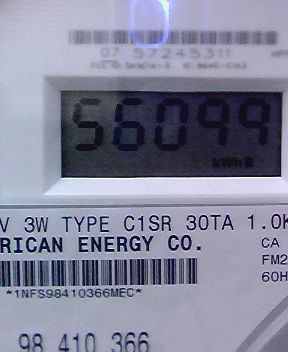 07 57245311
56099
kWh B
V 3W TYPE C1SR 30TA 1.0K
RICAN ENERGY CO.
CA
FM2
60H
*1NFS98410366MEC*
98 410 366